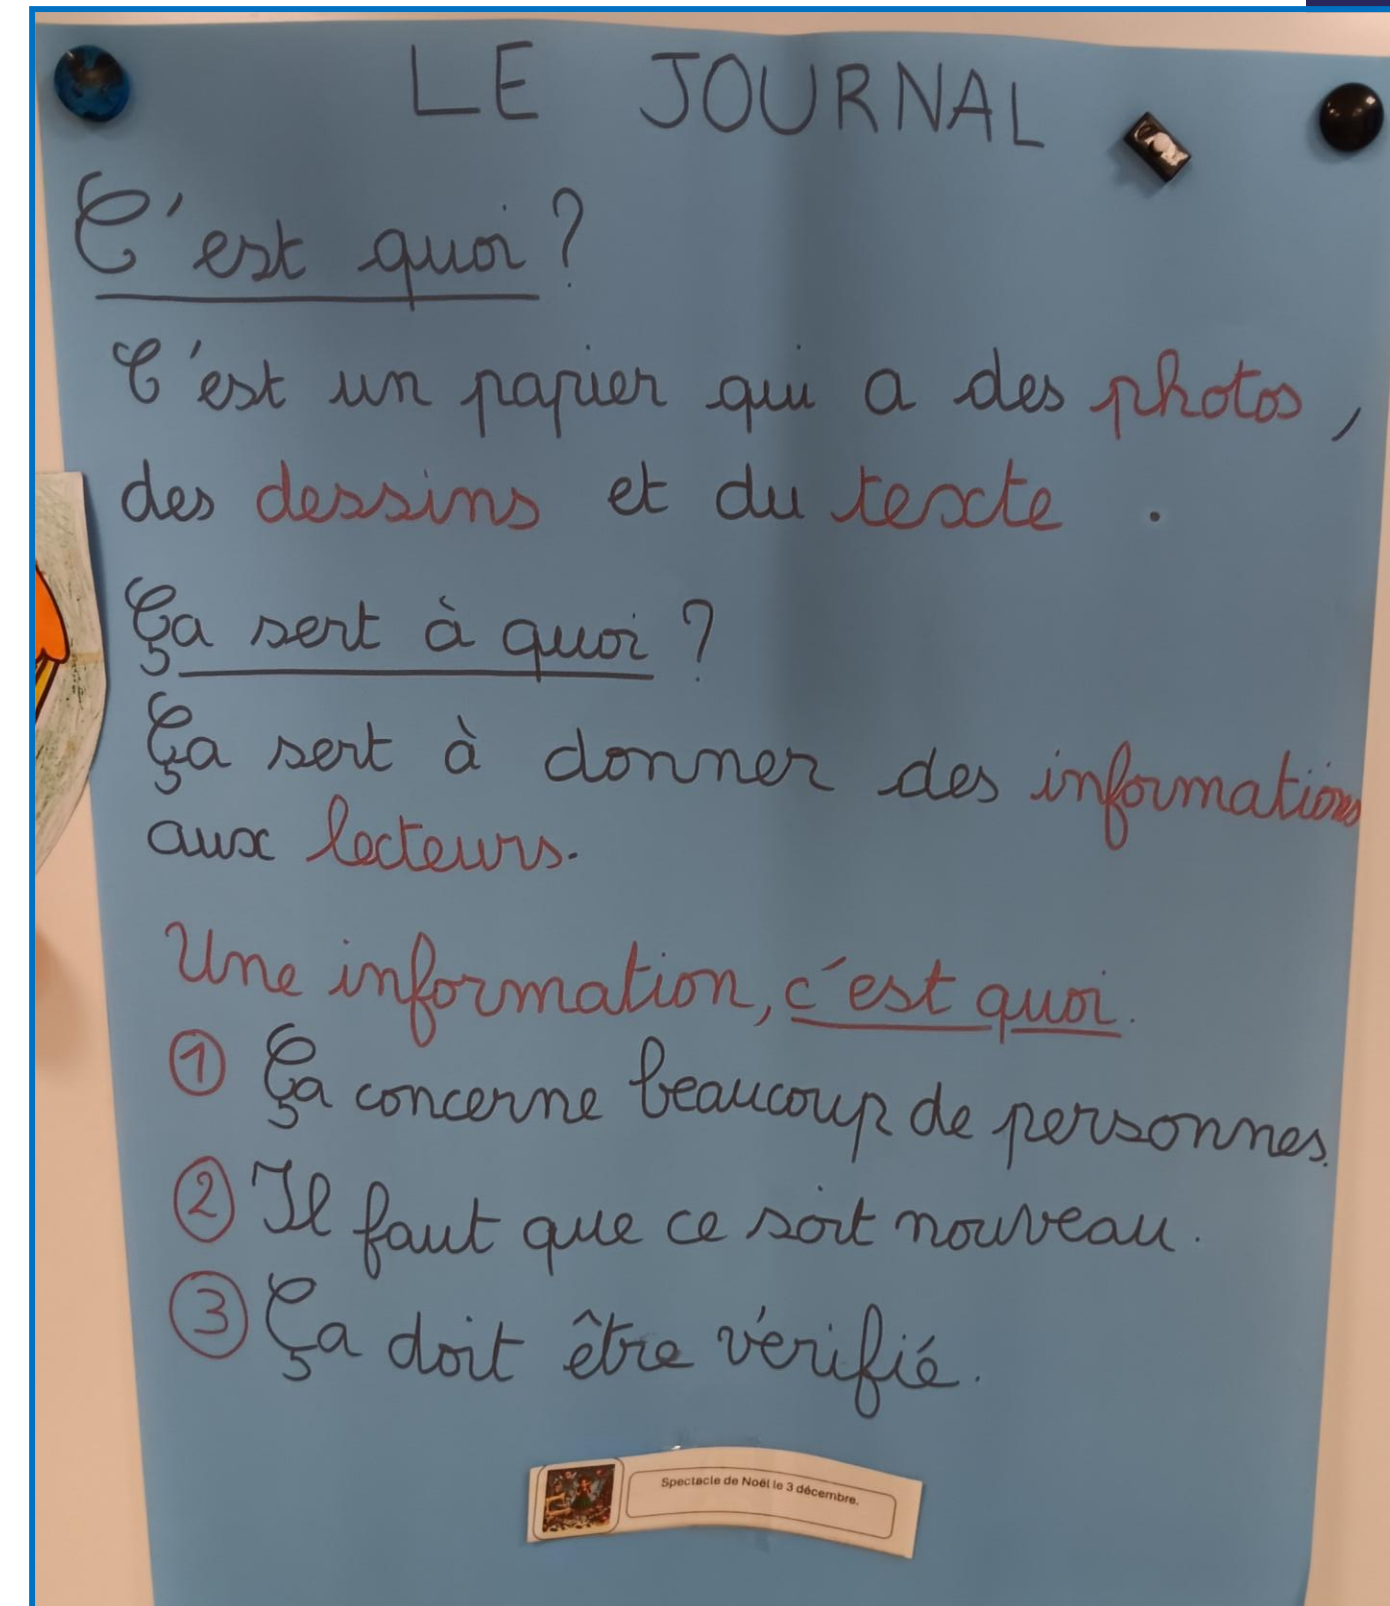 LE JOURNAL
C'est quoi ?
C'est un papier qui a des photos,
des dessins et du texte.
Ça sert à quoi ?
Ça sert à donner des informations
aux lecteurs.
Une information, c'est quoi.
① Ça concerne beaucoup de personnes.
② Il faut que ce soit nouveau.
③ Ça doit être vérifié.
Spectacle de Noël le 3 décembre.